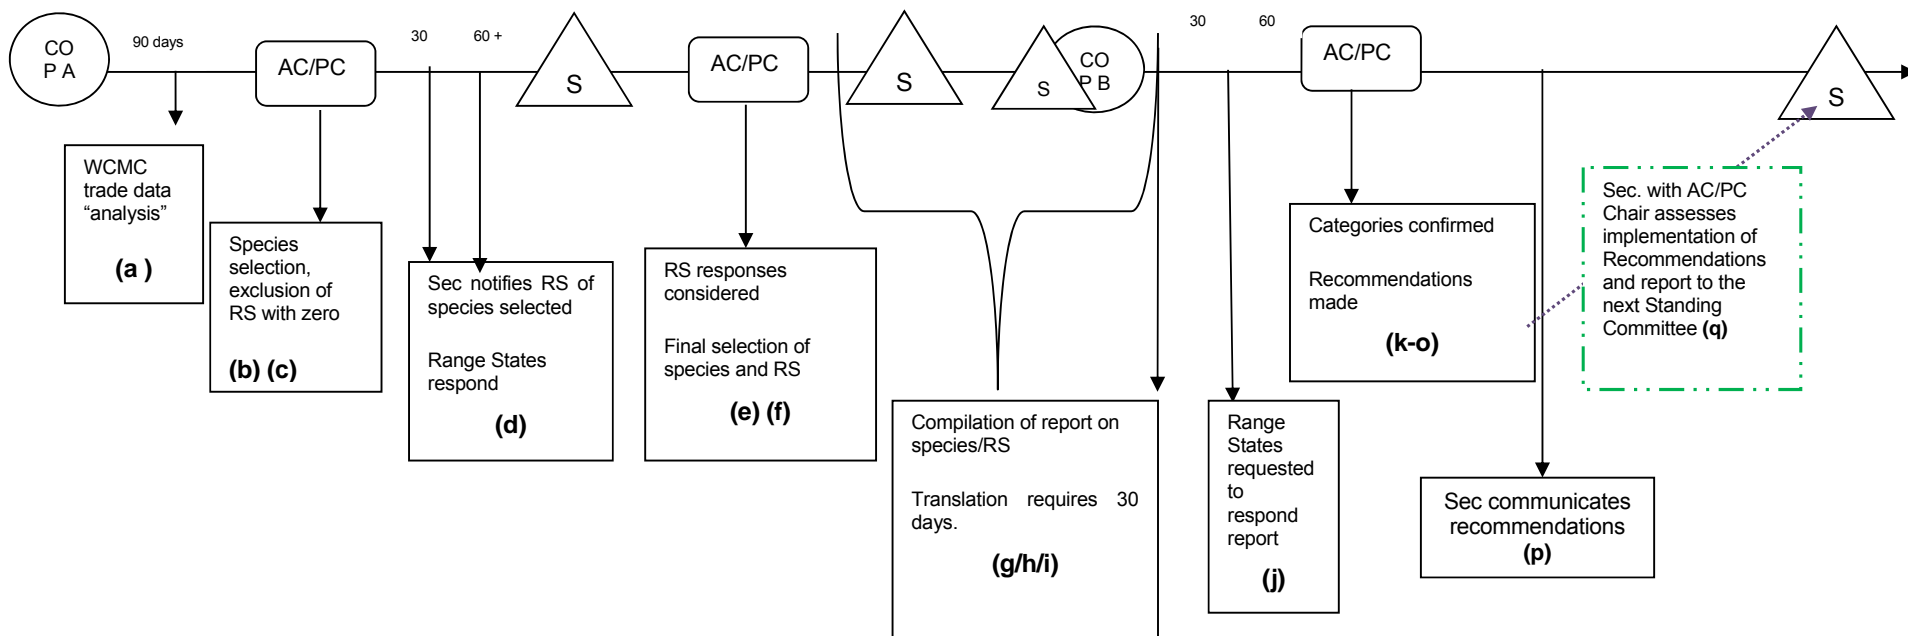 CO
P A
90 days
AC/PC
30
60 +
S
AC/PC
S
S
CO
P B
30
60
AC/PC
S
WCMC
trade data
“analysis”
(a )
Species
selection,
exclusion of
RS with zero
(b) (c)
Sec notifies RS of
species selected
Range States
respond
(d)
RS responses
considered
Final selection of
species and RS
(e) (f)
Compilation of report on
species/RS
Translation requires 30
days.
(g/h/i)
Range
States
requested
to
respond
report
(j)
Categories confirmed
Recommendations
made
(k-o)
Sec communicates
recommendations
(p)
Sec. with AC/PC
Chair assesses
implementation of
Recommendations
and report to the
next Standing
Committee (q)